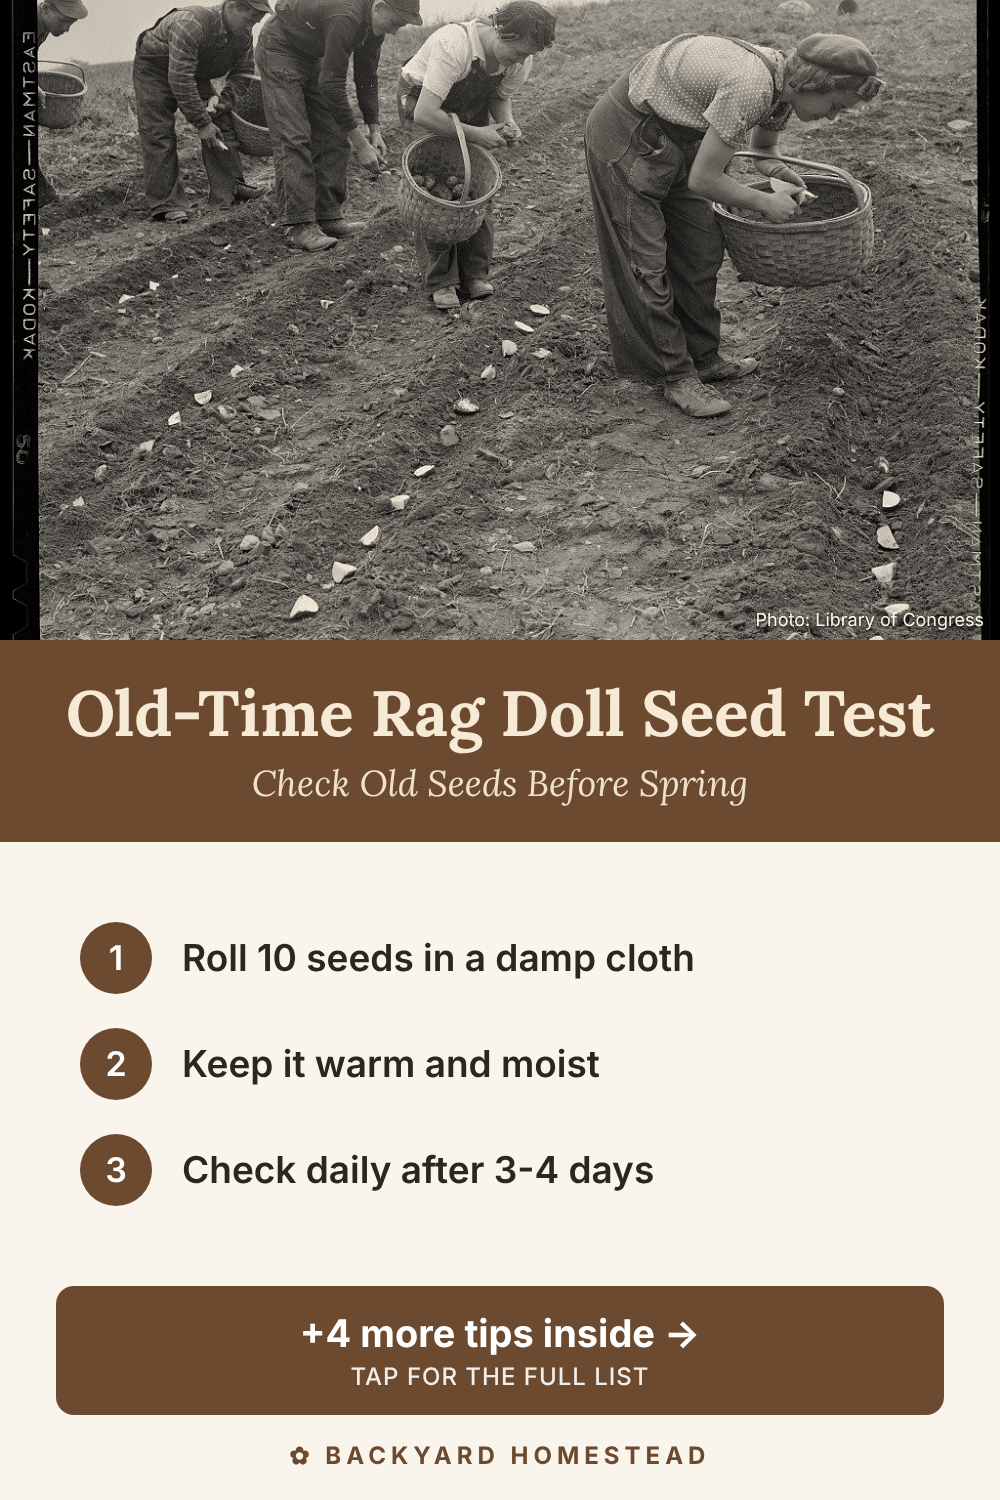 EASTMAN—SAFETY—KODAK
50
KODAK
Photo: Library of Congress
Old-Time Rag Doll Seed Test
Check Old Seeds Before Spring
1 Roll 10 seeds in a damp cloth
2 Keep it warm and moist
3 Check daily after 3-4 days
+4 more tips inside →
TAP FOR THE FULL LIST
✿ BACKYARD HOMESTEAD